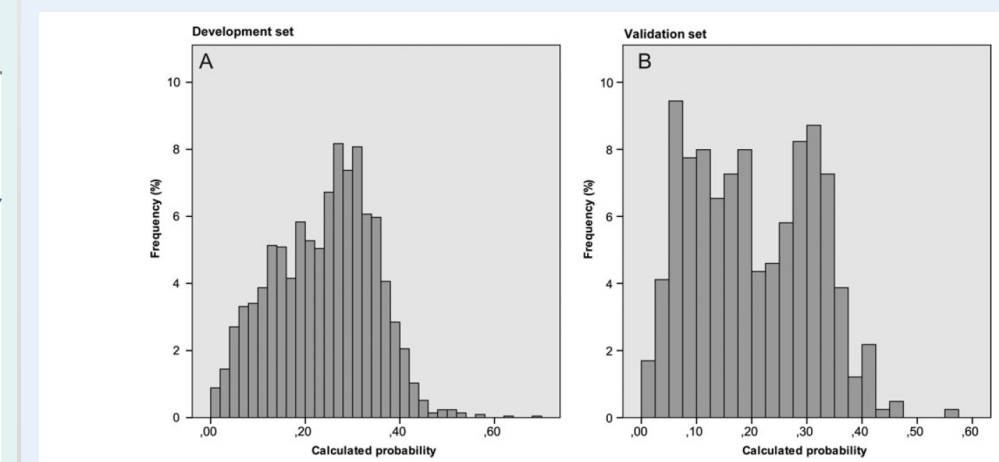 Development set
A
10
8
6
4
2
0
Frequency (%)
,00 ,20 ,40 ,60
Calculated probability
Validation set
B
10
8
6
4
2
0
Frequency (%)
,00 ,10 ,20 ,30 ,40 ,50 ,60
Calculated probability